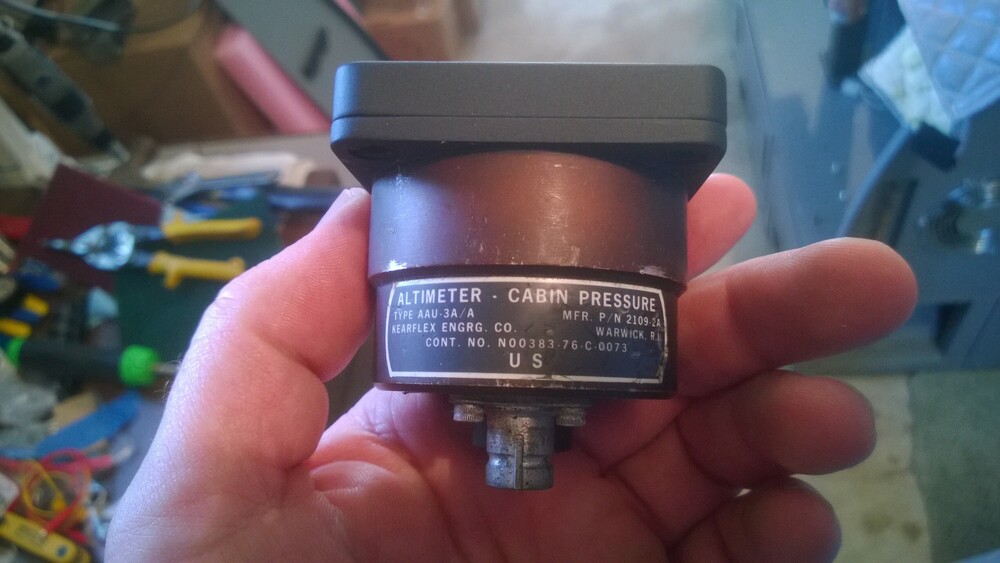 ALTIMETER - CABIN PRESSURE
TYPE AAU-3A/A MFR. P/N 2109-2A
KEARFLEX ENGRG. CO. WARWICK, R.I.
CONT. NO. N00383-76-C-0073
U S